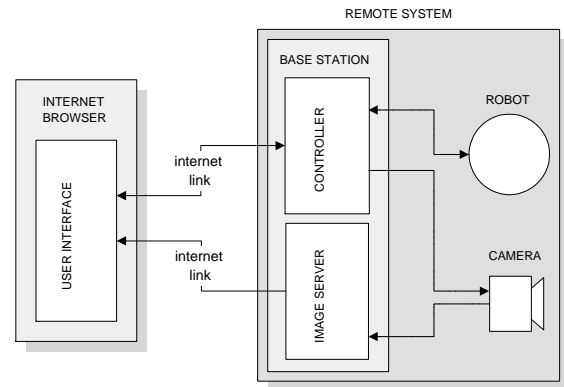 REMOTE SYSTEM
BASE STATION
INTERNET
BROWSER
ROBOT
CONTROLLER
USER INTERFACE
internet
link
internet
link
CAMERA
IMAGE SERVER